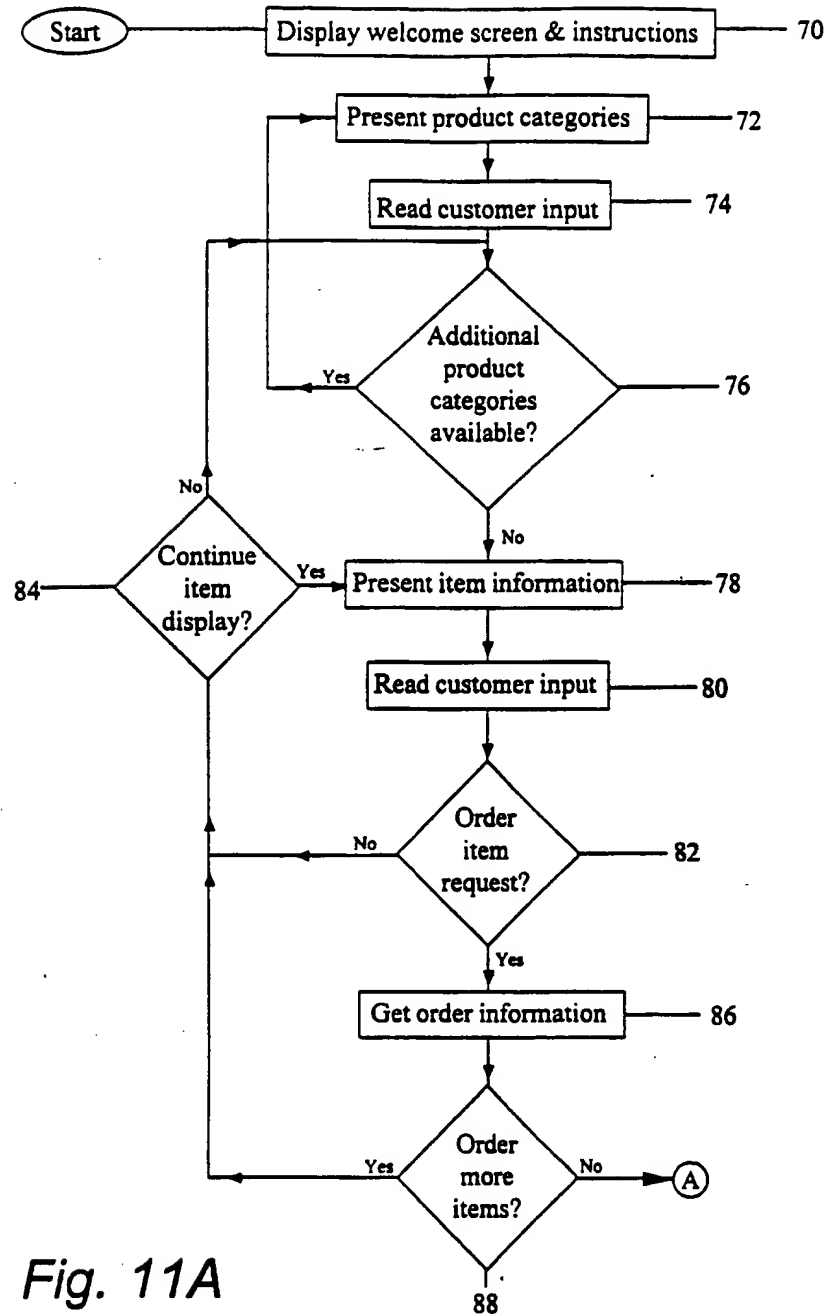 Start
Display welcome screen & instructions
70
Present product categories
72
Read customer input
74
Additional
product
categories
available?
Yes
76
No
No
Continue
item
display?
84
Yes
Present item information
78
Read customer input
80
Order
item
request?
No
82
Yes
Get order information
86
Order
more
items?
Yes
No
A
88
Fig. 11A